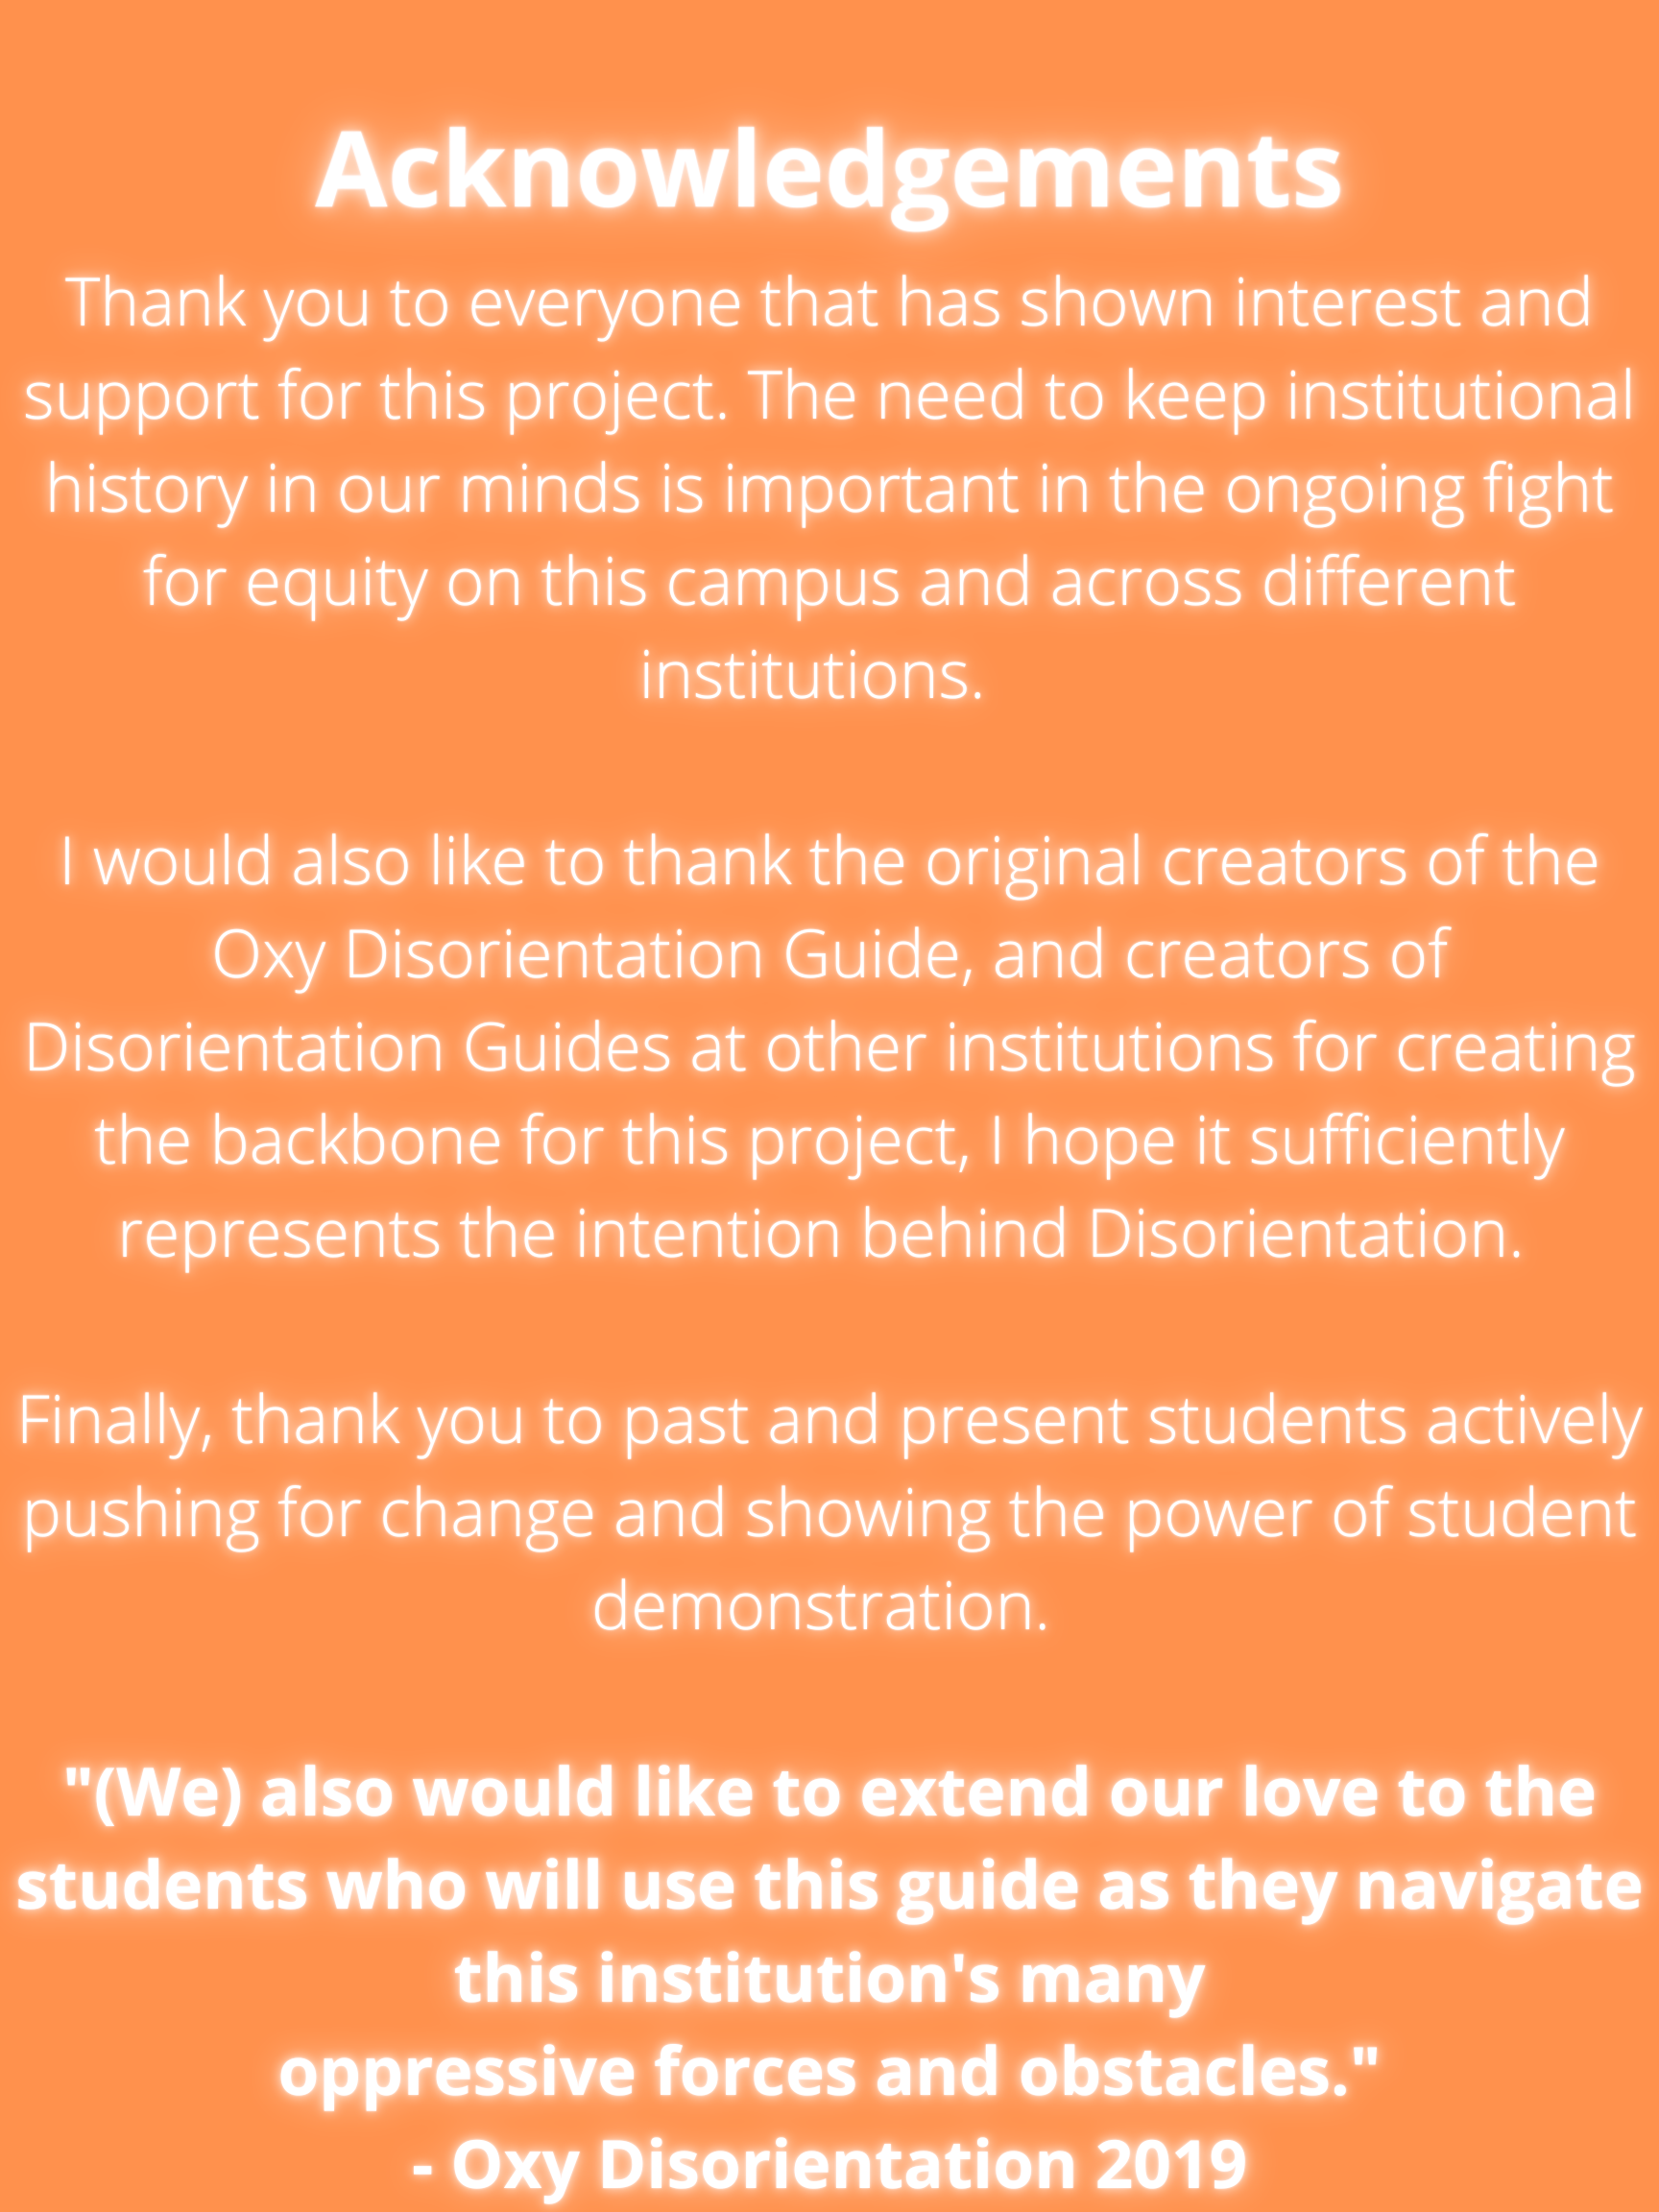 Acknowledgements
Thank you to everyone that has shown interest and
support for this project. The need to keep institutional
history in our minds is important in the ongoing fight
for equity on this campus and across different
institutions.
I would also like to thank the original creators of the
Oxy Disorientation Guide, and creators of
Disorientation Guides at other institutions for creating
the backbone for this project, I hope it sufficiently
represents the intention behind Disorientation.
Finally, thank you to past and present students actively
pushing for change and showing the power of student
demonstration.
"(We) also would like to extend our love to the
students who will use this guide as they navigate
this institution's many
oppressive forces and obstacles."
- Oxy Disorientation 2019